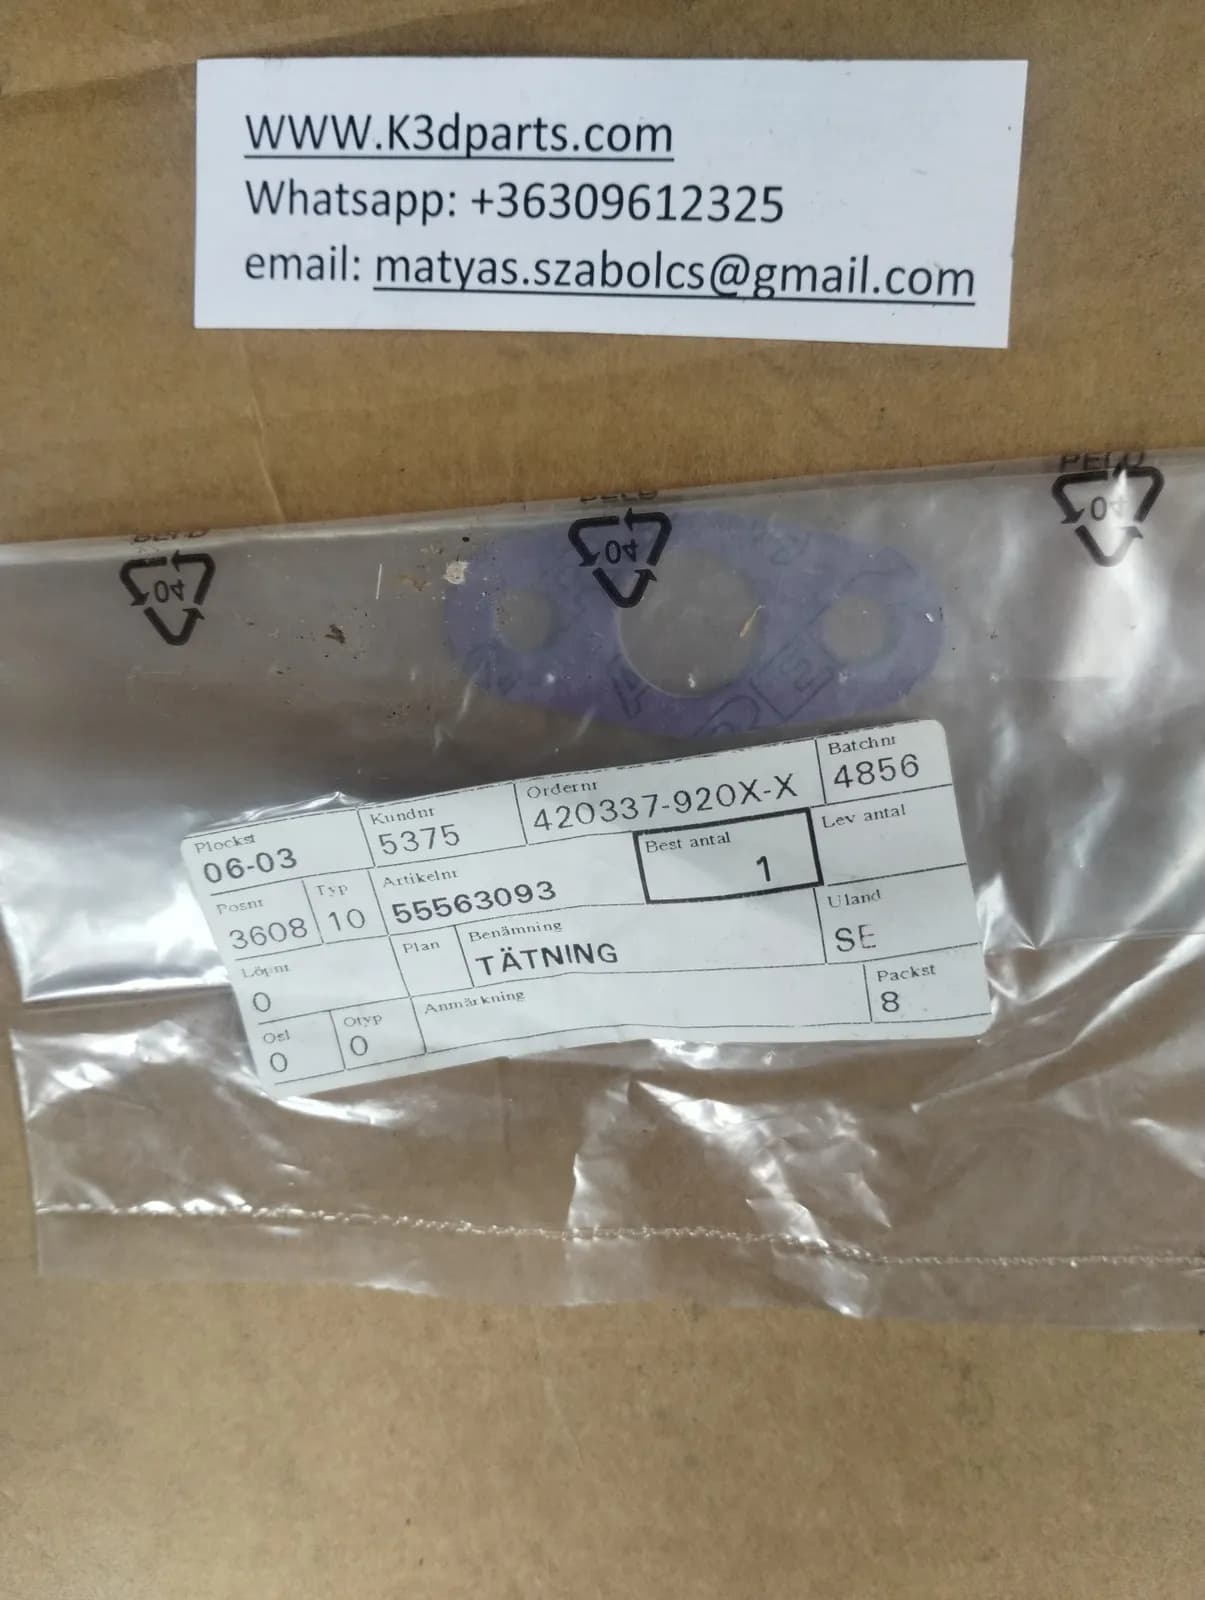 WWW.K3dparts.com
Whatsapp: +36309612325
email: matyas.szabolcs@gmail.com
PELD
04
04
04
Plockst
06-03
Kundnr
5375
Ordernr
420337-920X-X
Batchnr
4856
Posnr
3608
Typ
10
Artikelnr
55563093
Best antal
1
Lev antal
Löpnr
0
Plan
Benämning
TÄTNING
Uland
SE
Osl
0
Otyp
0
Anmärkning
Packst
8